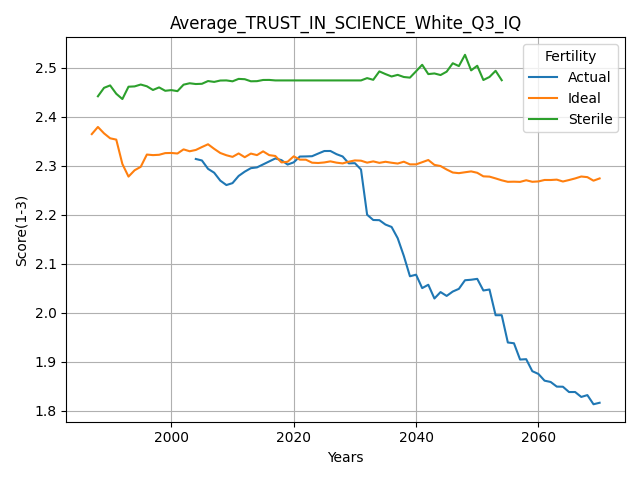 Average_TRUST_IN_SCIENCE_White_Q3_IQ
Fertility
Actual
Ideal
Sterile
Score(1-3)
2.5
2.4
2.3
2.2
2.1
2.0
1.9
1.8
2000 2020 2040 2060
Years